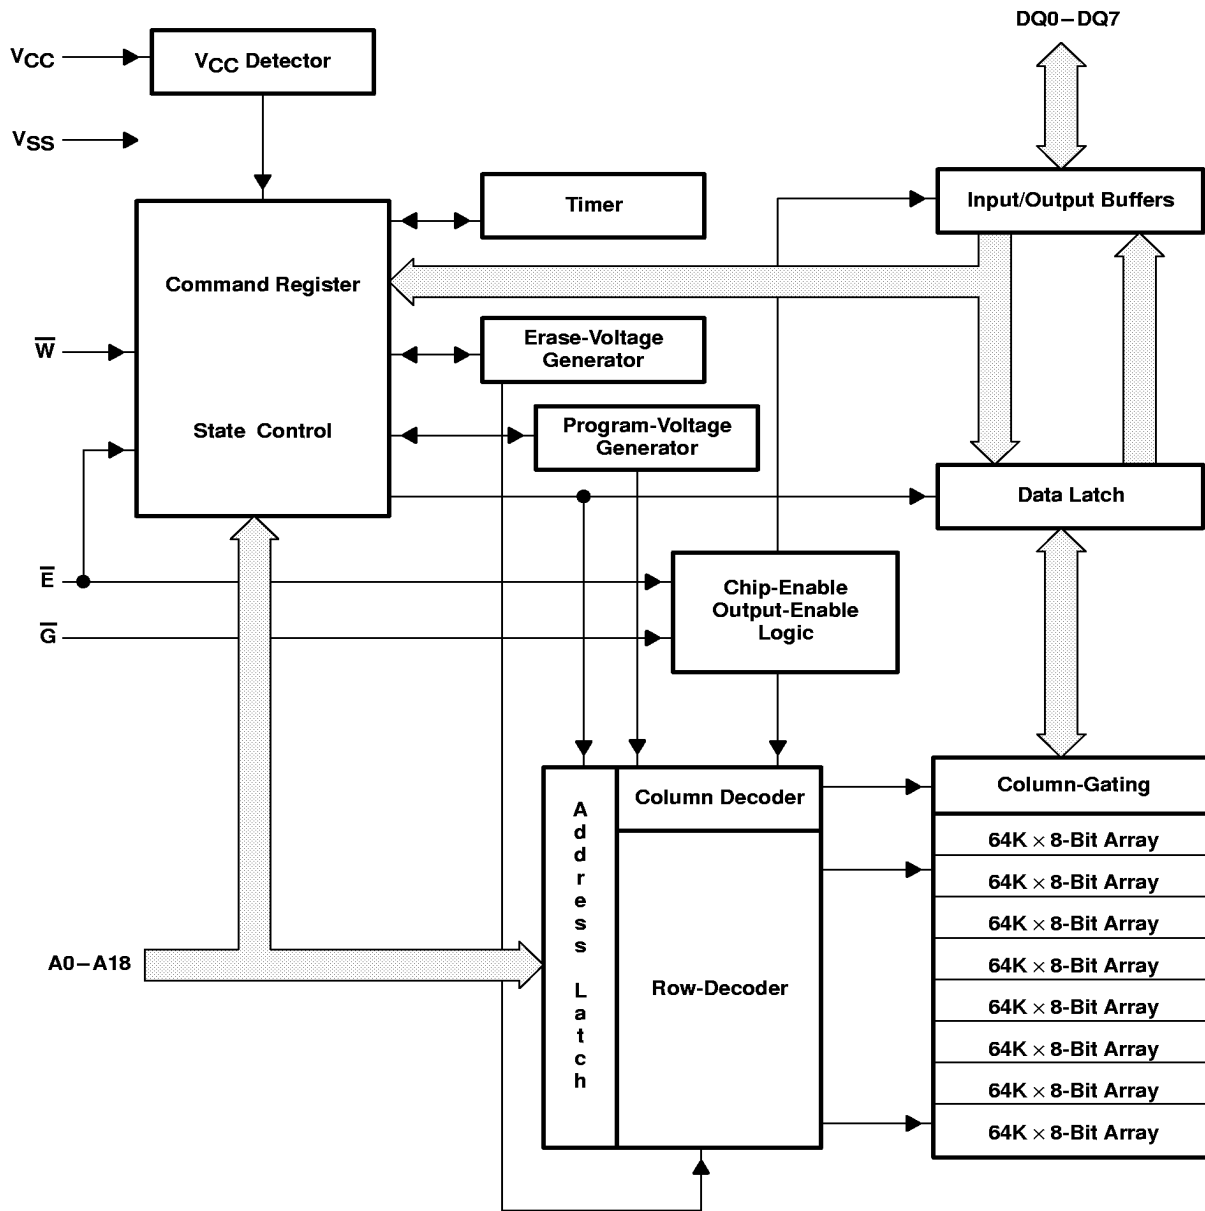 DQ0–DQ7
VCC
VCC Detector
VSS
Timer
Input/Output Buffers
Command Register
W̅
Erase-Voltage
Generator
State Control
Program-Voltage
Generator
Data Latch
E̅
Chip-Enable
Output-Enable
Logic
G̅
Address Latch
Column Decoder
Column-Gating
64K × 8-Bit Array
64K × 8-Bit Array
64K × 8-Bit Array
64K × 8-Bit Array
64K × 8-Bit Array
64K × 8-Bit Array
64K × 8-Bit Array
64K × 8-Bit Array
A0–A18
Row-Decoder